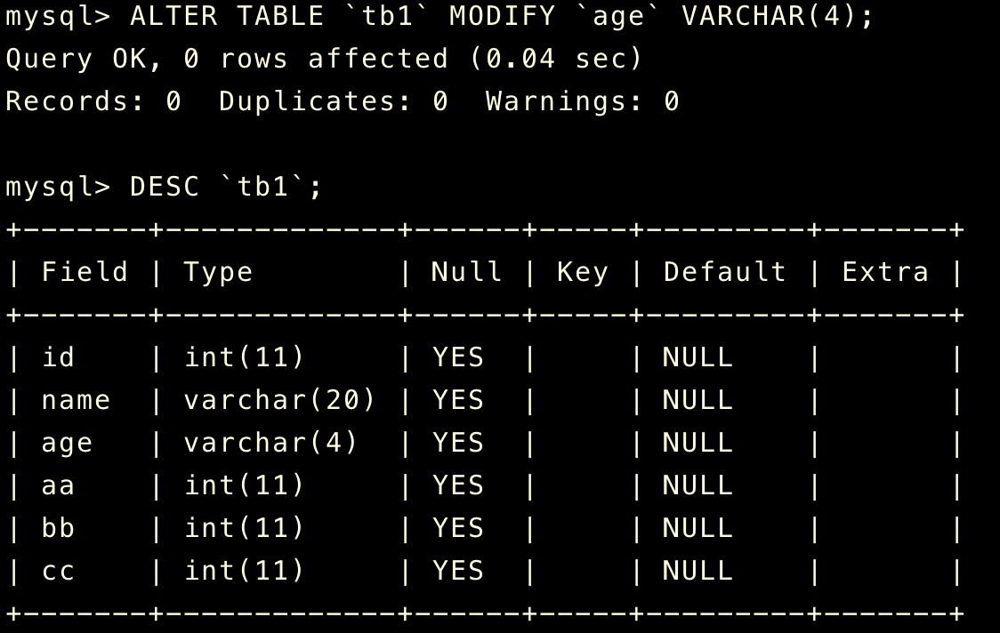 mysql> ALTER TABLE `tb1` MODIFY `age` VARCHAR(4);
Query OK, 0 rows affected (0.04 sec)
Records: 0  Duplicates: 0  Warnings: 0

mysql> DESC `tb1`;
+-------+-------------+------+-----+---------+-------+
| Field | Type        | Null | Key | Default | Extra |
+-------+-------------+------+-----+---------+-------+
| id    | int(11)     | YES  |     | NULL    |       |
| name  | varchar(20) | YES  |     | NULL    |       |
| age   | varchar(4)  | YES  |     | NULL    |       |
| aa    | int(11)     | YES  |     | NULL    |       |
| bb    | int(11)     | YES  |     | NULL    |       |
| cc    | int(11)     | YES  |     | NULL    |       |
+-------+-------------+------+-----+---------+-------+